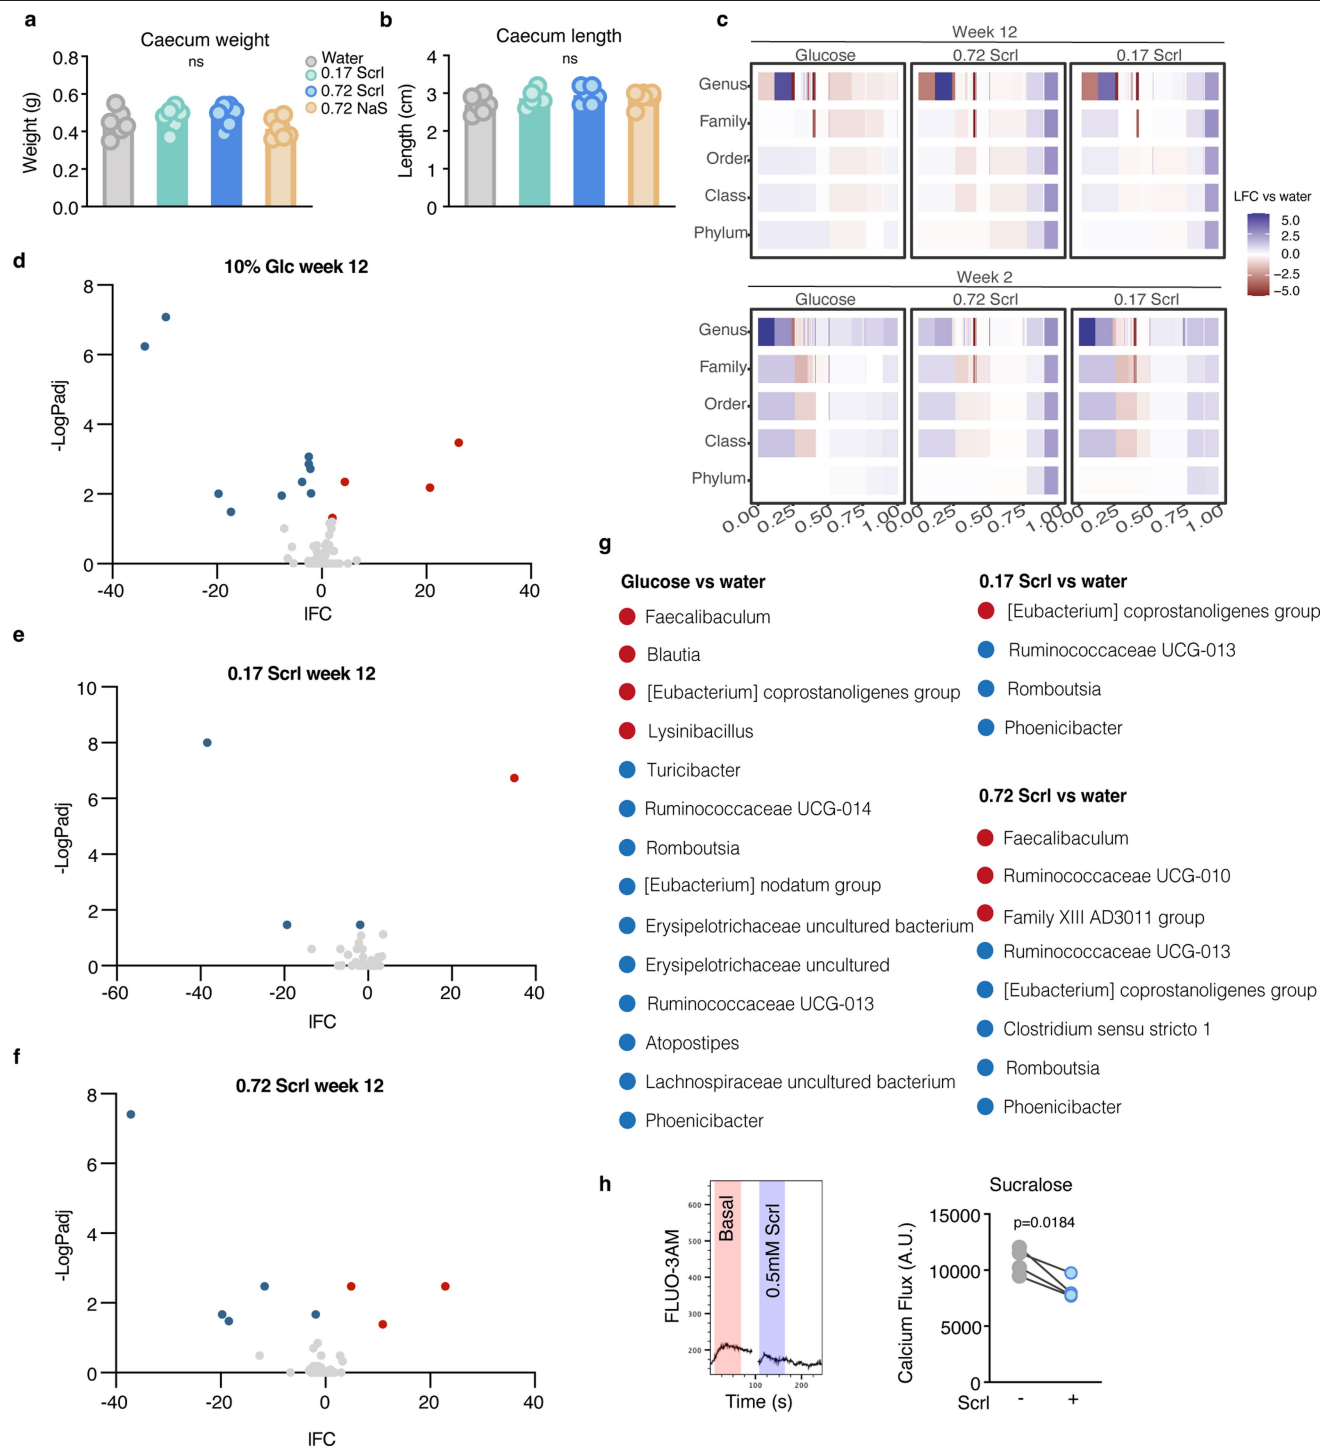 a
Caecum weight
ns
Weight (g)
0.8
0.6
0.4
0.2
0.0
Water
0.17 Scrl
0.72 Scrl
0.72 NaS
b
Caecum length
ns
Length (cm)
4
3
2
1
0
c
Week 12
Glucose
0.72 Scrl
0.17 Scrl
Genus
Family
Order
Class
Phylum
Week 2
Glucose
0.72 Scrl
0.17 Scrl
Genus
Family
Order
Class
Phylum
0.00 0.25 0.50 0.75 1.00 0.00 0.25 0.50 0.75 1.00 0.00 0.25 0.50 0.75 1.00
LFC vs water
5.0
2.5
0.0
−2.5
−5.0
d
10% Glc week 12
-LogPadj
8
6
4
2
0
-40 -20 0 20 40
lFC
e
0.17 Scrl week 12
-LogPadj
10
8
6
4
2
0
-60 -40 -20 0 20 40
lFC
f
0.72 Scrl week 12
-LogPadj
8
6
4
2
0
-40 -20 0 20 40
lFC
g
Glucose vs water
Faecalibaculum
Blautia
[Eubacterium] coprostanoligenes group
Lysinibacillus
Turicibacter
Ruminococcaceae UCG-014
Romboutsia
[Eubacterium] nodatum group
Erysipelotrichaceae uncultured bacterium
Erysipelotrichaceae uncultured
Ruminococcaceae UCG-013
Atopostipes
Lachnospiraceae uncultured bacterium
Phoenicibacter
0.17 Scrl vs water
[Eubacterium] coprostanoligenes group
Ruminococcaceae UCG-013
Romboutsia
Phoenicibacter
0.72 Scrl vs water
Faecalibaculum
Ruminococcaceae UCG-010
Family XIII AD3011 group
Ruminococcaceae UCG-013
[Eubacterium] coprostanoligenes group
Clostridium sensu stricto 1
Romboutsia
Phoenicibacter
h
FLUO-3AM
600
500
400
300
200
Basal
0.5mM Scrl
100 200
Time (s)
Sucralose
p=0.0184
Calcium Flux (A.U.)
15000
10000
5000
0
Scrl - +